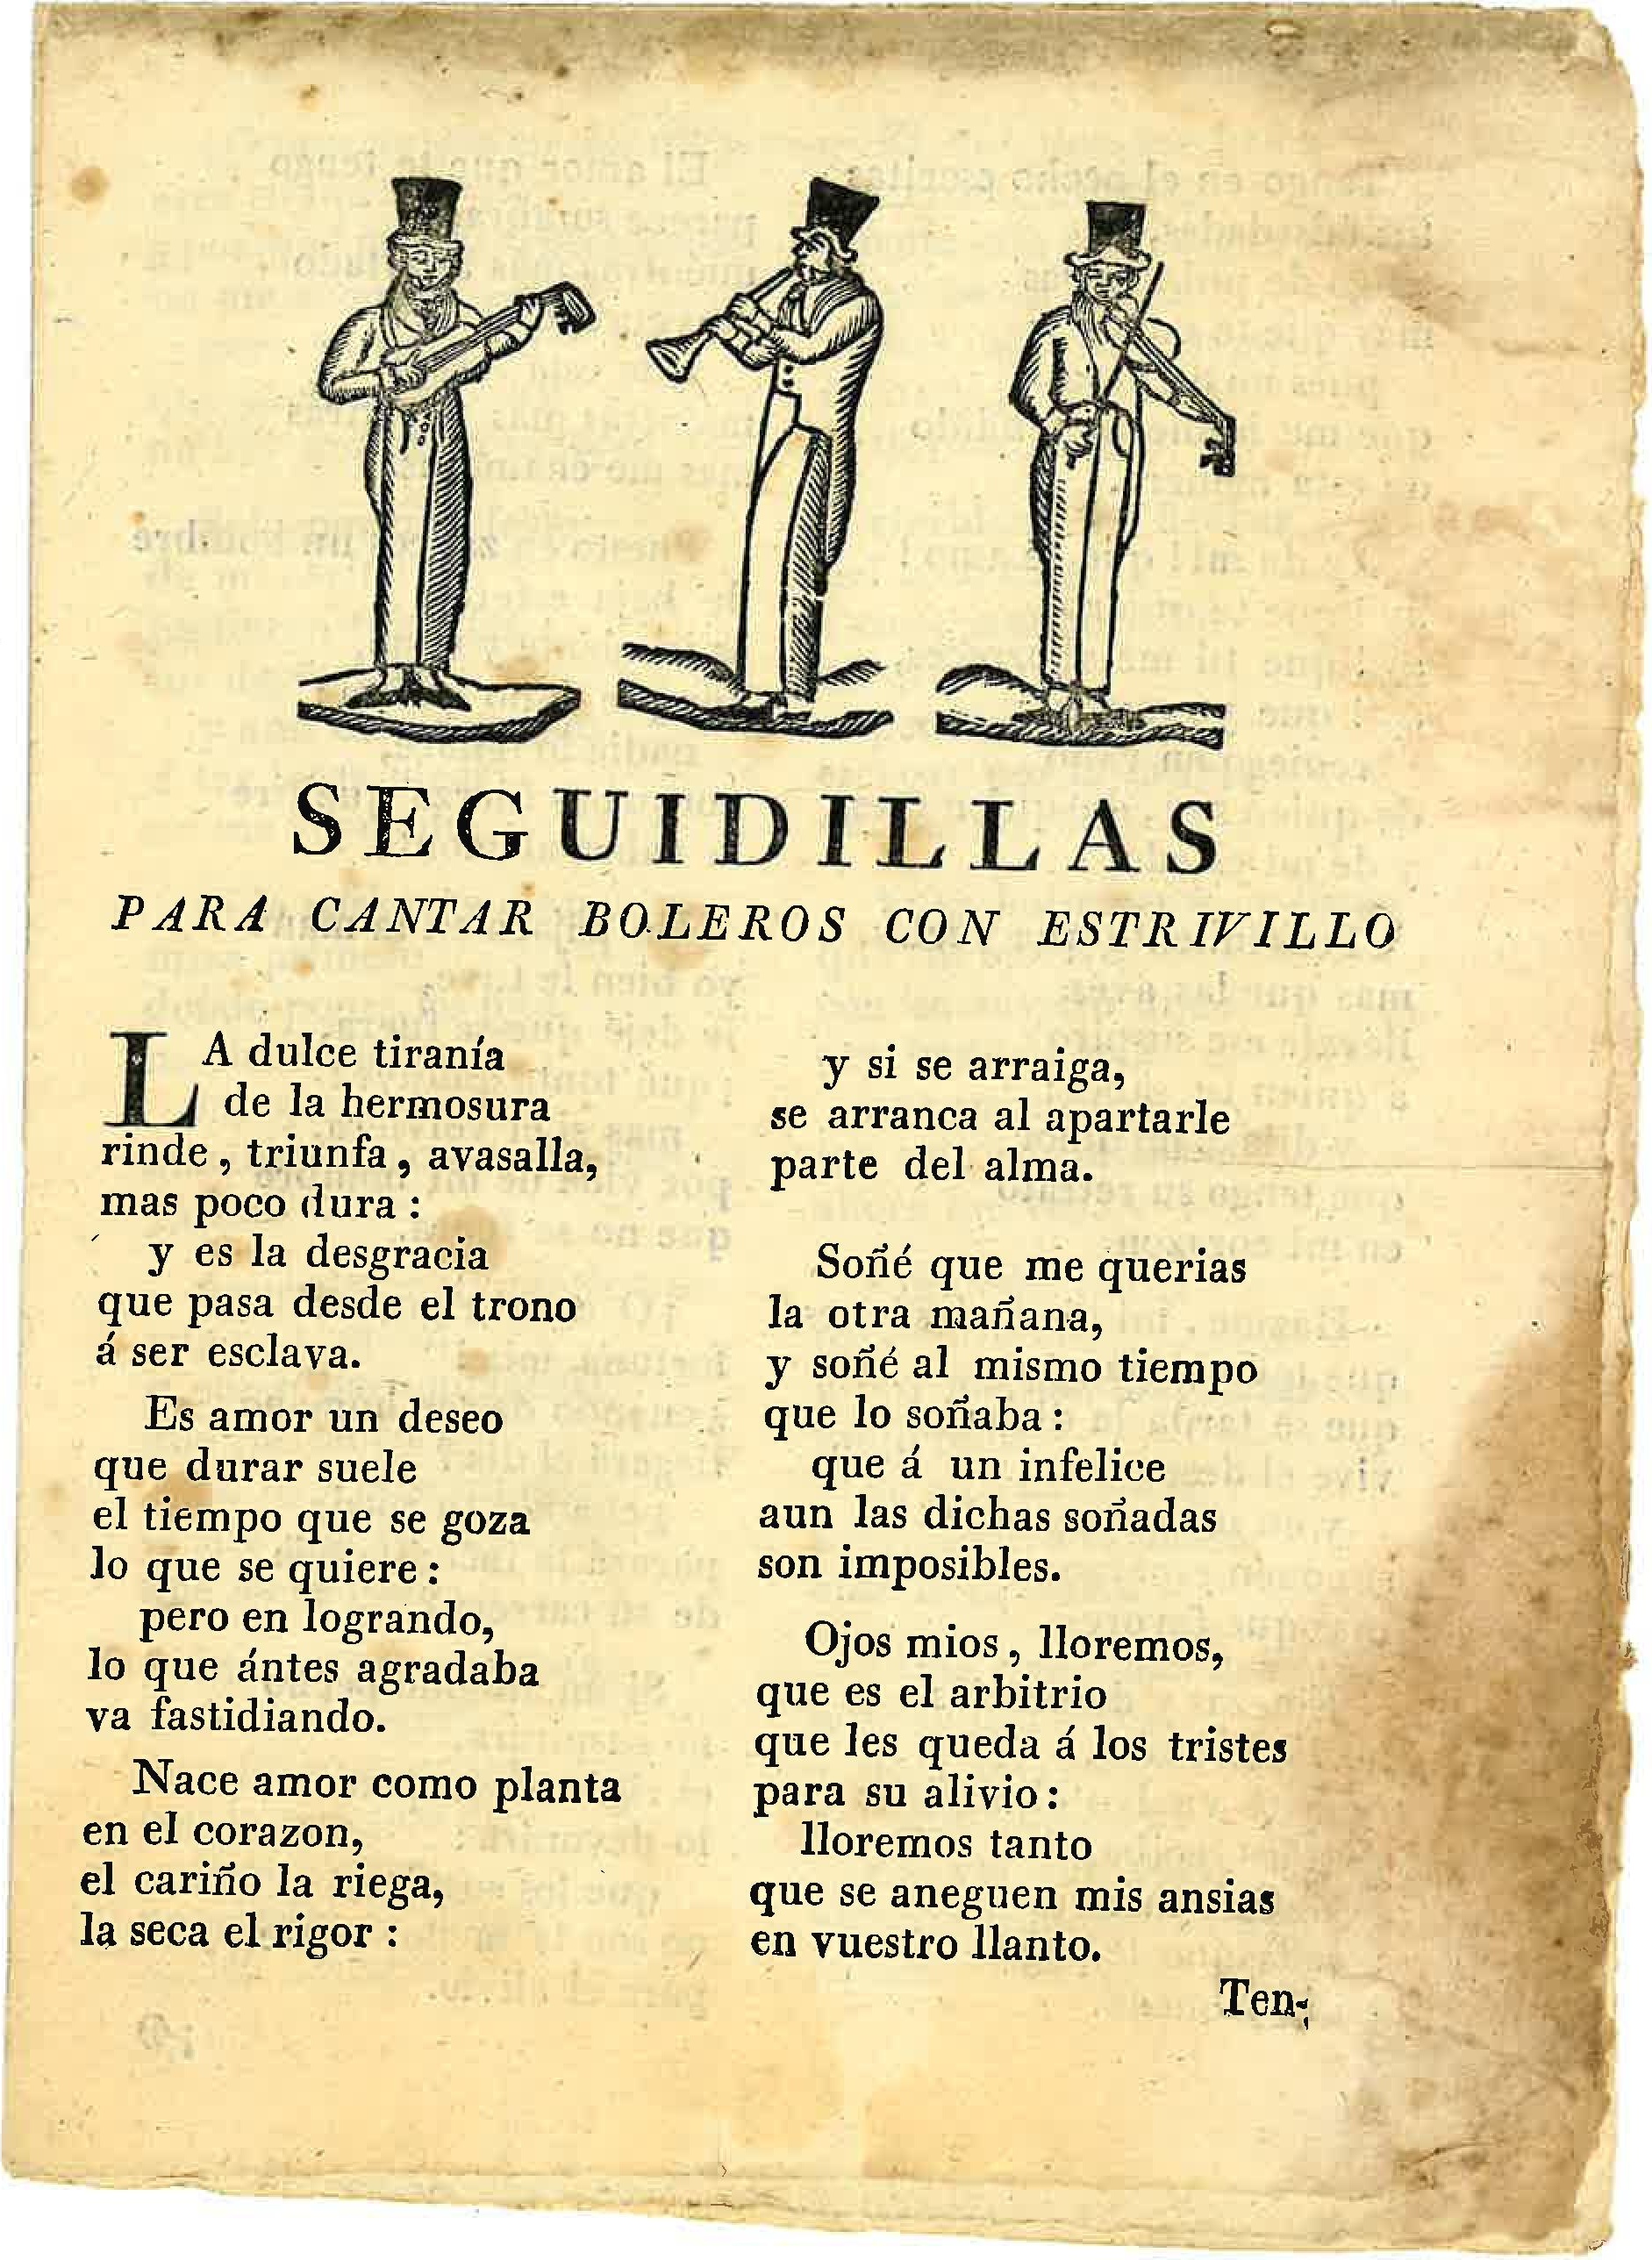 SEGUIDILLAS
PARA CANTAR BOLEROS CON ESTRIVILLO
LA dulce tiranía
de la hermosura
rinde, triunfa, avasalla,
mas poco dura:
y es la desgracia
que pasa desde el trono
á ser esclava.
Es amor un deseo
que durar suele
el tiempo que se goza
lo que se quiere:
pero en logrando,
lo que ántes agradaba
va fastidiando.
Nace amor como planta
en el corazon,
el cariño la riega,
la seca el rigor:
y si se arraiga,
se arranca al apartarle
parte del alma.
Soñé que me querias
la otra mañana,
y soñé al mismo tiempo
que lo soñaba:
que á un infelice
aun las dichas soñadas
son imposibles.
Ojos mios, lloremos,
que es el arbitrio
que les queda á los tristes
para su alivio:
lloremos tanto
que se aneguen mis ansias
en vuestro llanto.
Ten-